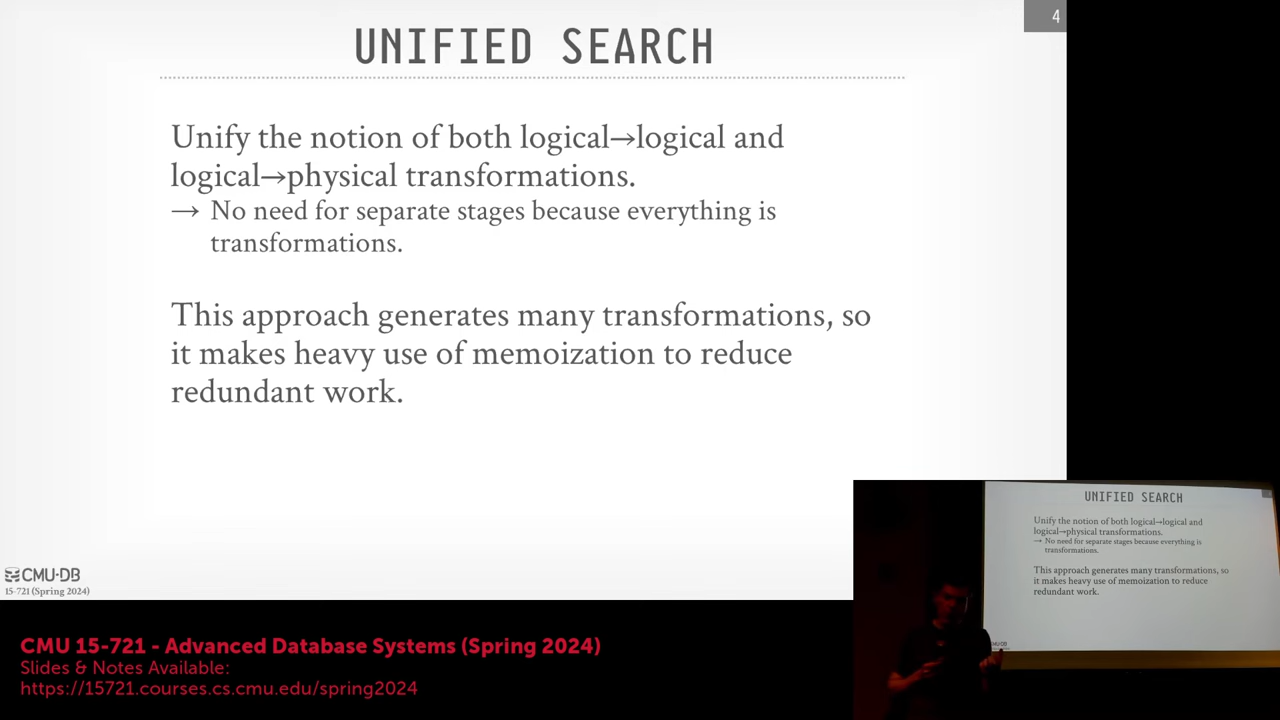 4
UNIFIED SEARCH
Unify the notion of both logical→logical and
logical→physical transformations.
→ No need for separate stages because everything is
transformations.
This approach generates many transformations, so
it makes heavy use of memoization to reduce
redundant work.
CMU·DB
15-721 (Spring 2024)
UNIFIED SEARCH
Unify the notion of both logical→logical and
logical→physical transformations.
→ No need for separate stages because everything is
transformations.
This approach generates many transformations, so
it makes heavy use of memoization to reduce
redundant work.
CMU 15-721 - Advanced Database Systems (Spring 2024)
Slides & Notes Available:
https://15721.courses.cs.cmu.edu/spring2024